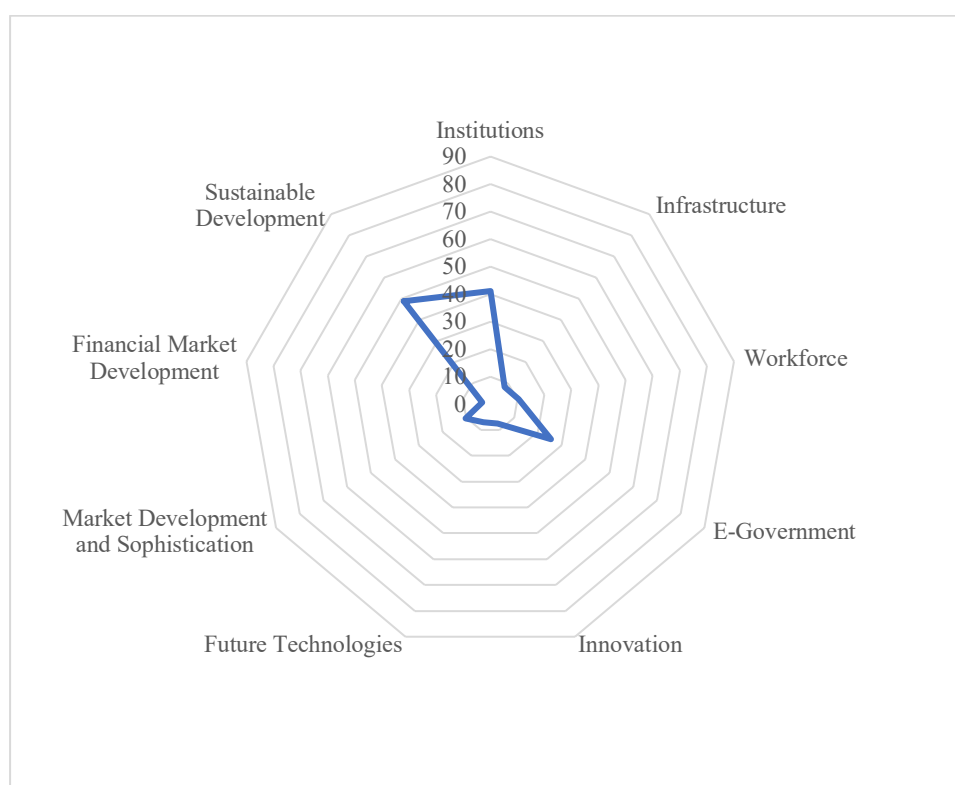 Institutions
90
80
70
60
50
40
30
20
10
0
Infrastructure
Workforce
E-Government
Innovation
Future Technologies
Market Development
and Sophistication
Financial Market
Development
Sustainable
Development